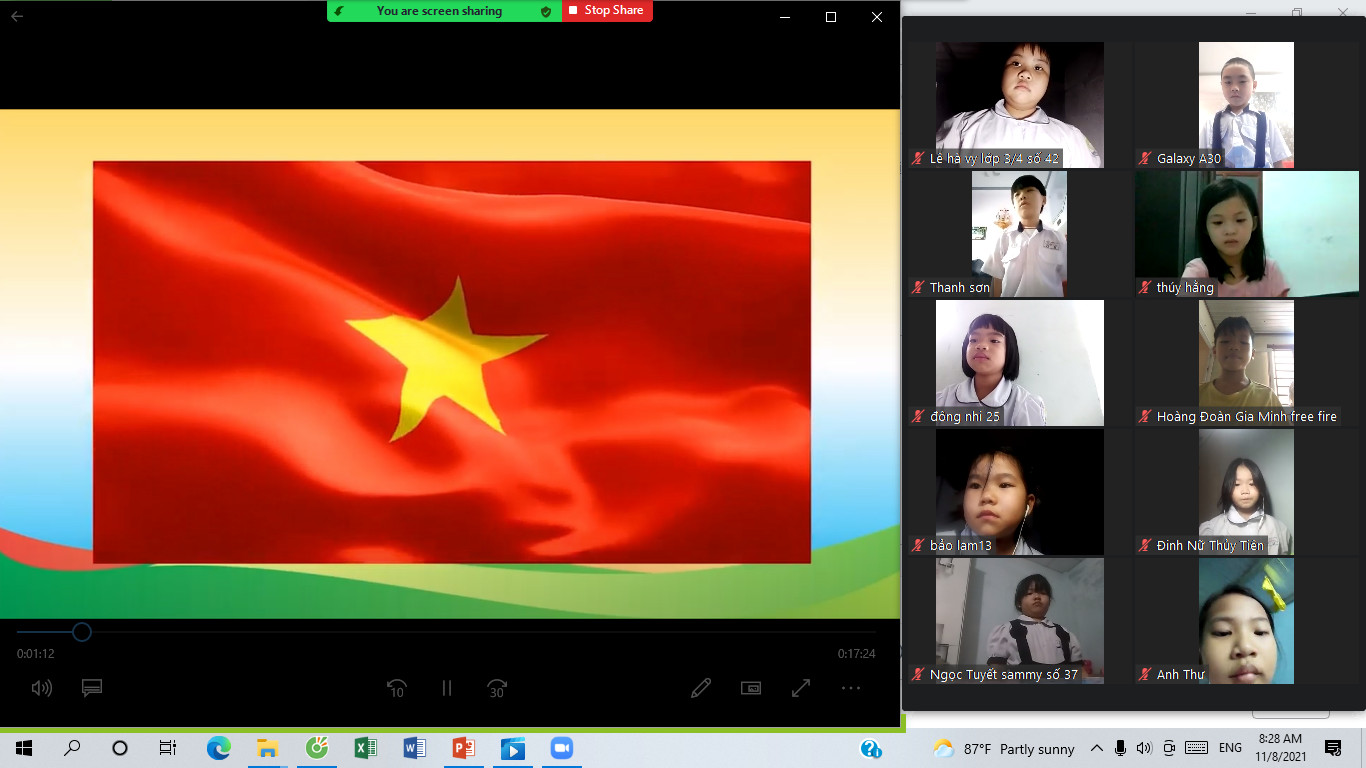 You are screen sharing
Stop Share
Lê hà vy lớp 3/4 số 42
Galaxy A30
Thanh sơn
thúy hằng
đông nhi 25
Hoàng Đoàn Gia Minh free fire
bảo lam13
Đinh Nữ Thủy Tiên
Ngọc Tuyết sammy số 37
Anh Thư
0:01:12
0:17:24
10
30
87°F Partly sunny
ENG
8:28 AM
11/8/2021